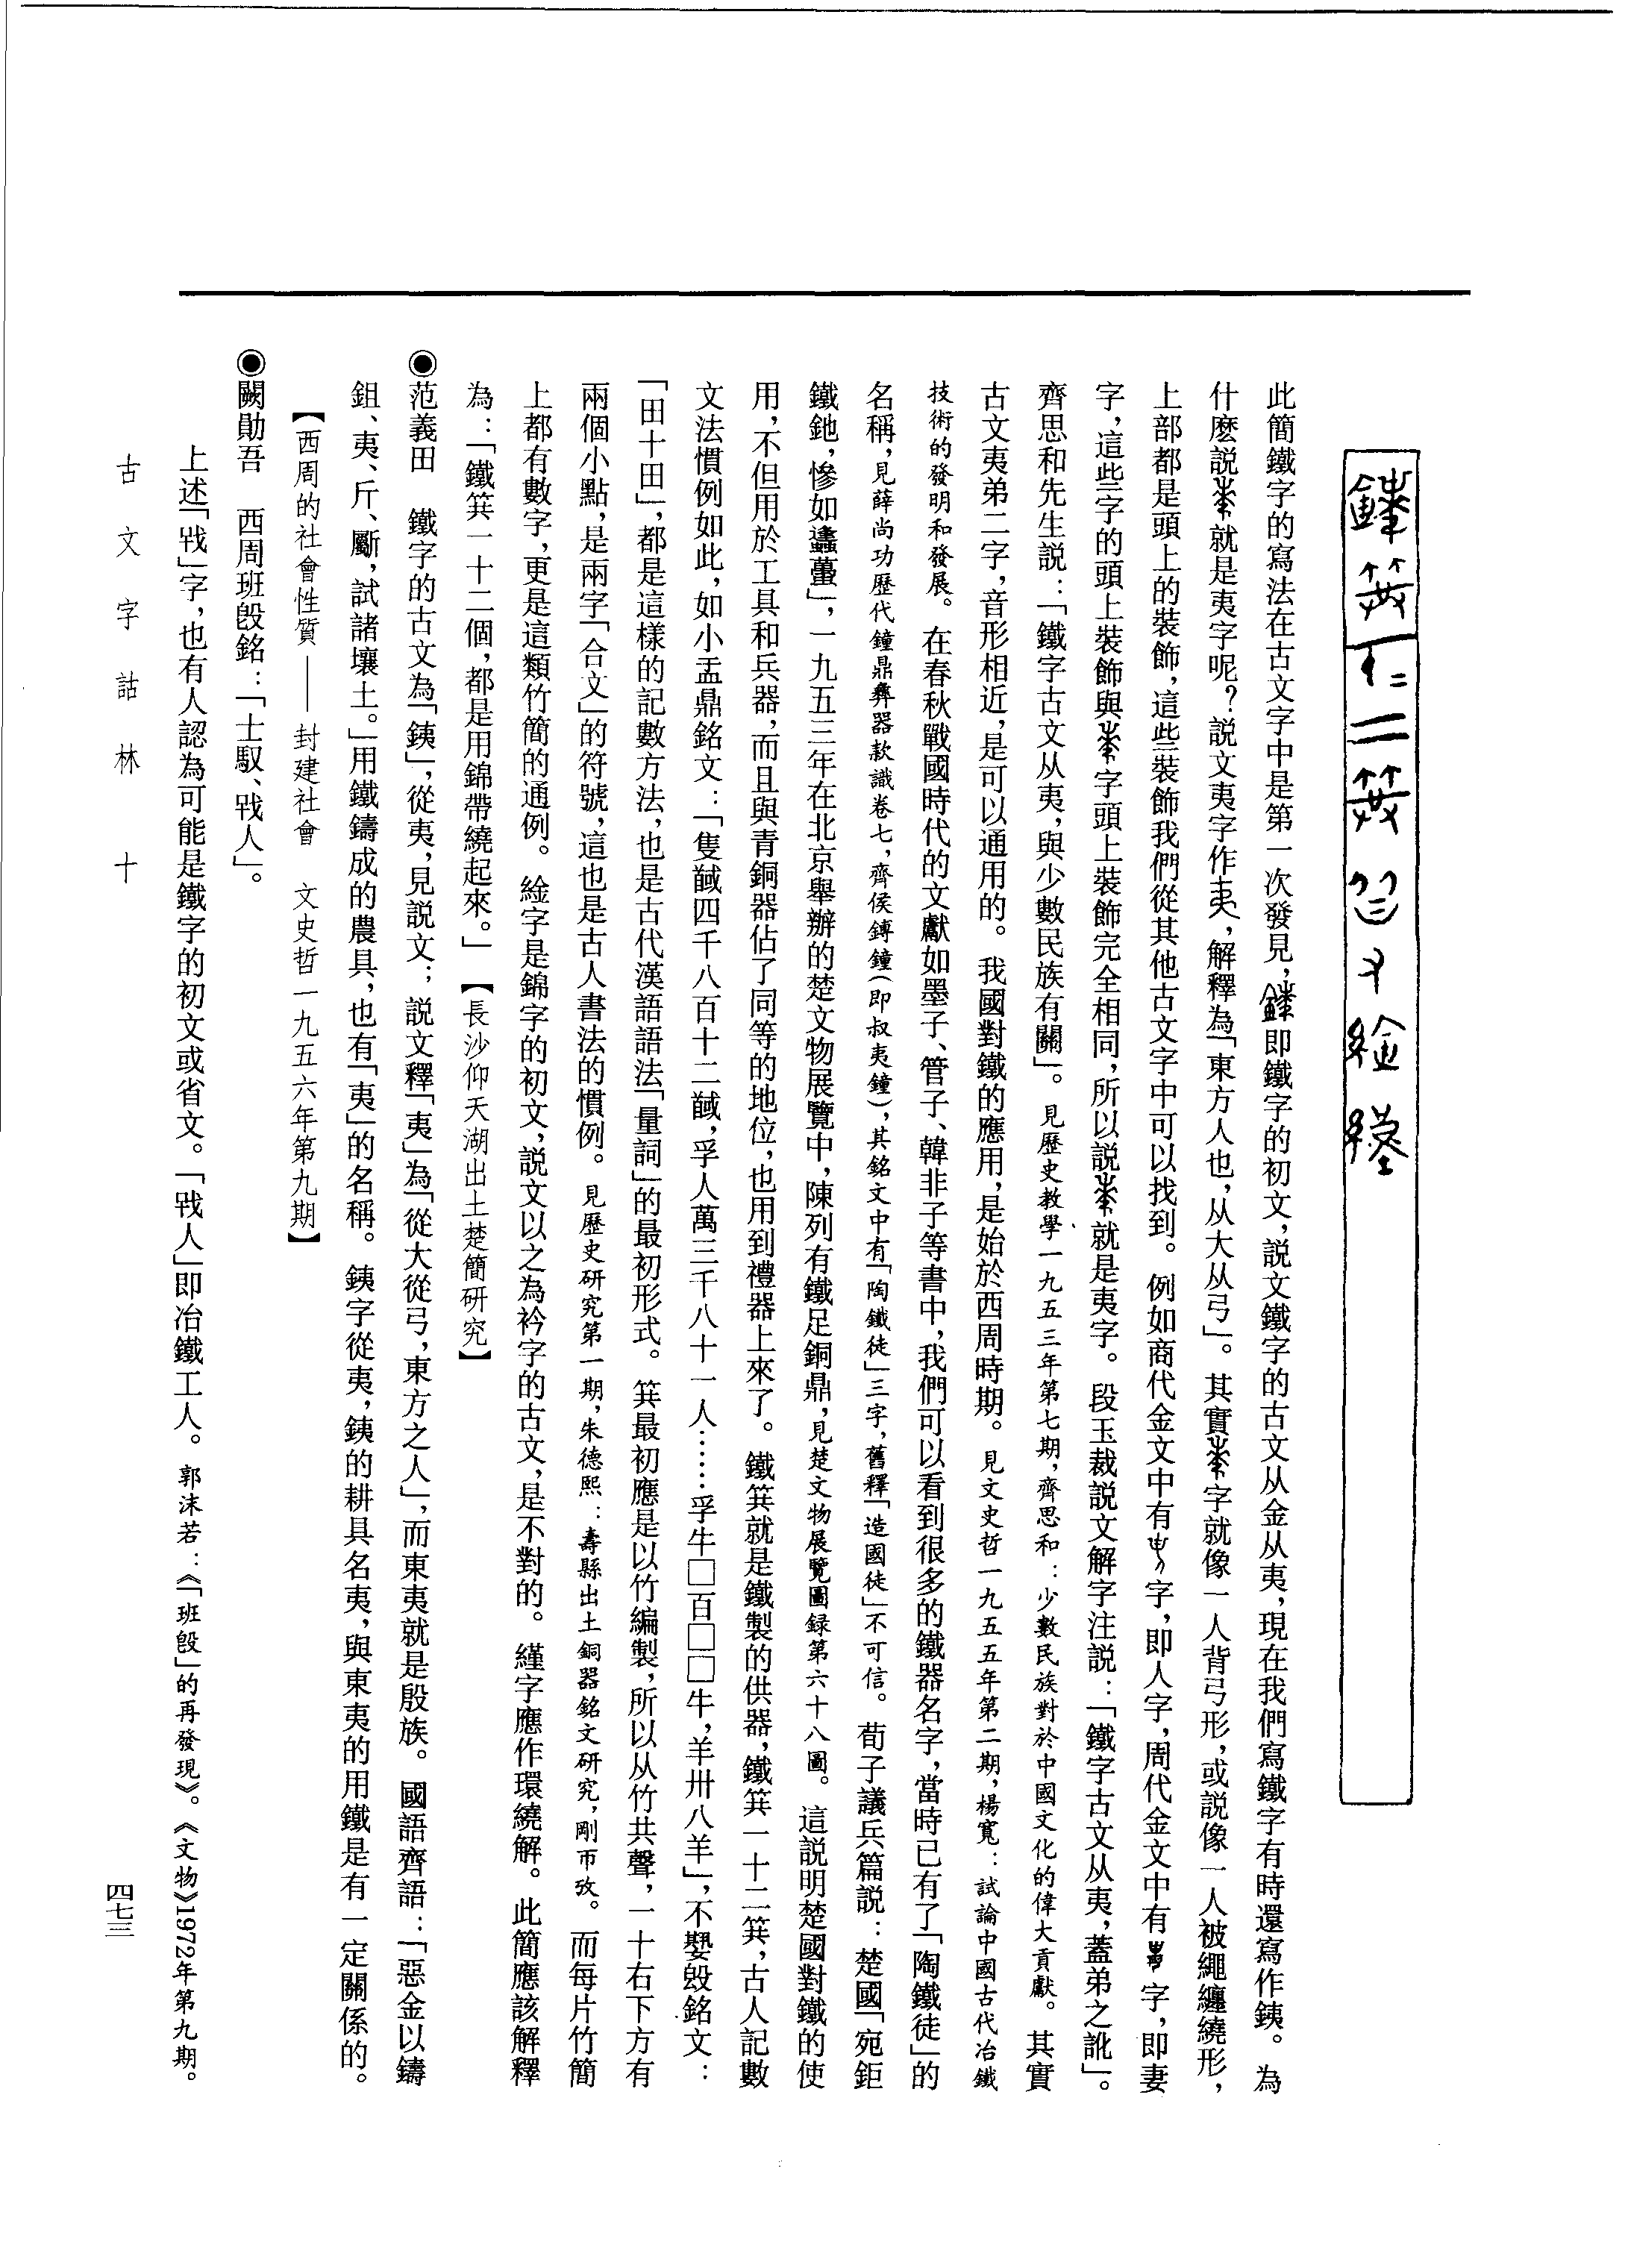 此簡鐵字的寫法在古文字中是第一次發見，即鐵字的初文，説文鐵字的古文从金从夷，現在我們寫鐵字有時還寫作銕。為
什麽説就是夷字呢？説文夷字作夷，解釋為「東方人也，从大从弓」。其實字就像一人背弓形，或説像一人被繩纏繞形，
上部都是頭上的裝飾，這些裝飾我們從其他古文字中可以找到。例如商代金文中有字，即人字，周代金文中有字，即妻
字，這些字的頭上裝飾與字頭上裝飾完全相同，所以説就是夷字。段玉裁説文解字注説：「鐵字古文从夷，蓋弟之訛」。
齊思和先生説：「鐵字古文从夷，與少數民族有關」。見歷史教學一九五三年第七期，齊思和：少數民族對於中國文化的偉大貢獻。其實
古文夷弟二字，音形相近，是可以通用的。我國對鐵的應用，是始於西周時期。見文史哲一九五五年第二期，楊寬：試論中國古代冶鐵
技術的發明和發展。在春秋戰國時代的文獻如墨子、管子、韓非子等書中，我們可以看到很多的鐵器名字，當時已有了「陶鐵徒」的
名稱，見薛尚功歷代鐘鼎彝器款識卷七，齊侯鎛鐘（即叔夷鐘），其銘文中有「陶鐵徒」三字，舊釋「造國徒」不可信。荀子議兵篇説：楚國「宛鉅
鐵釶，慘如蠭蠆」，一九五三年在北京舉辦的楚文物展覽中，陳列有鐵足銅鼎，見楚文物展覽圖録第六十八圖。這説明楚國對鐵的使
用，不但用於工具和兵器，而且與青銅器佔了同等的地位，也用到禮器上來了。鐵箕就是鐵製的供器，鐵箕一十二箕，古人記數
文法慣例如此，如小盂鼎銘文：「隻馘四千八百十二馘，孚人萬三千八十一人……孚牛□百□□牛，羊卅八羊」，不嬰𣪘銘文：
「田十田」，都是這樣的記數方法，也是古代漢語語法「量詞」的最初形式。箕最初應是以竹編製，所以从竹共聲，一十右下方有
兩個小點，是兩字「合文」的符號，這也是古人書法的慣例。見歷史研究第一期，朱德熙：壽縣出土銅器銘文研究，剛帀攷。而每片竹簡
上都有數字，更是這類竹簡的通例。綸字是錦字的初文，説文以之為衿字的古文，是不對的。縫字應作環繞解。此簡應該解釋
為：「鐵箕一十二個，都是用錦帶繞起來。」【長沙仰天湖出土楚簡研究】
◉范義田　鐵字的古文為「銕」，從夷，見説文；説文釋「夷」為「從大從弓，東方之人」，而東夷就是殷族。國語齊語：「惡金以鑄
鉏、夷、斤、斸，試諸壤土。」用鐵鑄成的農具，也有「夷」的名稱。銕字從夷，銕的耕具名夷，與東夷的用鐵是有一定關係的。
【西周的社會性質——封建社會　文史哲一九五六年第九期】
◉闕勛吾　西周班𣪘銘：「士馭、𢦚人」。
上述「𢦚」字，也有人認為可能是鐵字的初文或省文。「𢦚人」即冶鐵工人。郭沫若：《「班𣪘」的再發現》。《文物》1972年第九期。
古文字詁林　十
四七三